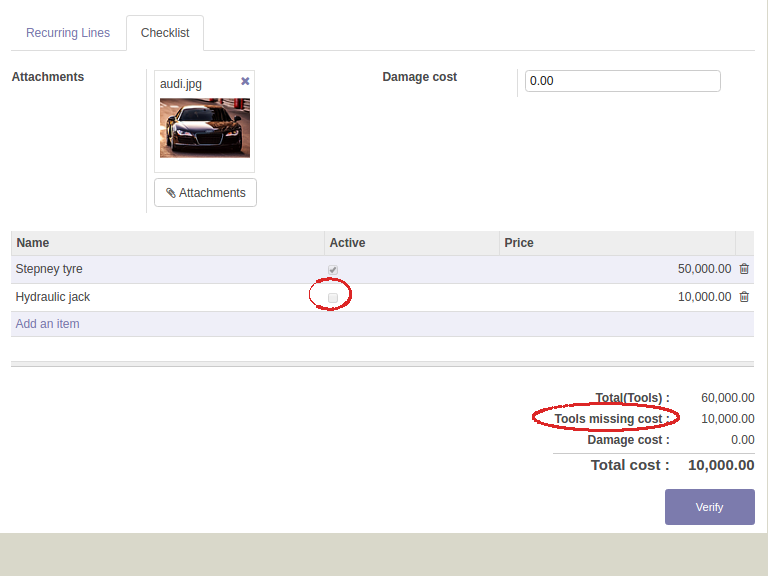 Recurring Lines Checklist
Attachments audi.jpg Damage cost 0.00
Attachments
Name Active Price
Stepney tyre 50,000.00
Hydraulic jack 10,000.00
Add an item
Total(Tools) : 60,000.00
Tools missing cost : 10,000.00
Damage cost : 0.00
Total cost : 10,000.00
Verify